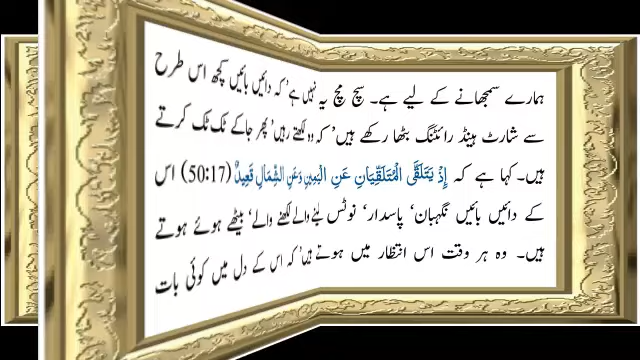 ہمارے سمجھانے کے لیے ہے۔ سچ مچ یہ نہیں ہے' کہ دائیں بائیں کچھ اس طرح
سے شارٹ ہینڈ رائٹنگ بٹھا رکھے ہیں' کہ وہ لکھتے رہیں' پھر جا کے ٹک ٹک کرتے
ہیں۔ کہا ہے کہ إِذْ يَتَلَقَّى الْمُتَلَقِّيَانِ عَنِ الْيَمِينِ وَعَنِ الشِّمَالِ قَعِيدٌ (50:17) اس
کے دائیں بائیں نگہبان' پاسدار' نوٹس لینے والے لکھنے والے' بیٹھے ہوئے ہوتے
ہیں۔ وہ ہر وقت اس انتظار میں ہوتے ہیں' کہ اس کے دل میں کوئی بات